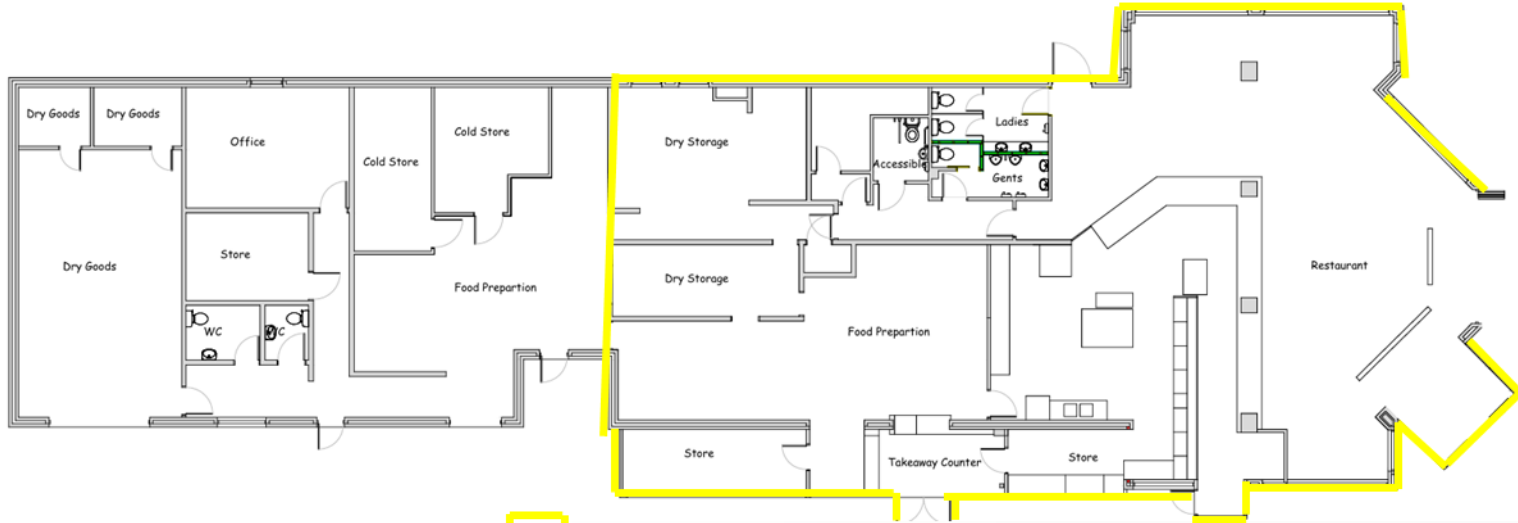 Dry Goods
Dry Goods
Office
Cold Store
Cold Store
Dry Storage
Accessible
Ladies
Gents
Dry Goods
Store
Food Prepartion
Dry Storage
Restaurant
WC
Food Prepartion
Store
Takeaway Counter
Store